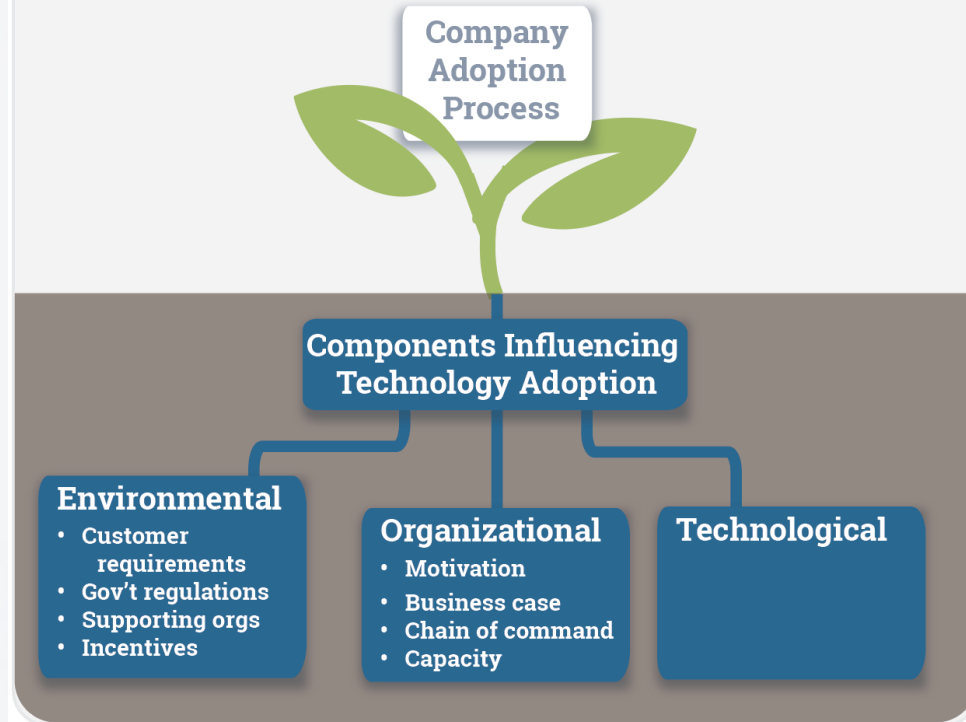 Company
Adoption
Process
Components Influencing
Technology Adoption
Environmental
• Customer
requirements
• Gov't regulations
• Supporting orgs
• Incentives
Organizational
• Motivation
• Business case
• Chain of command
• Capacity
Technological